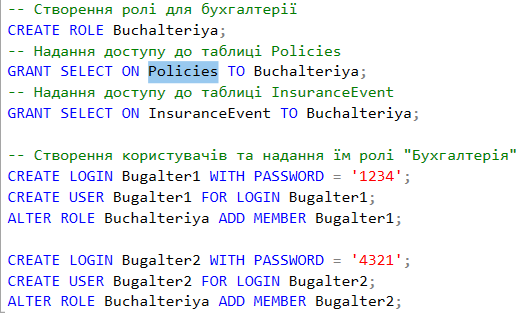 -- Створення ролі для бухгалтерії
CREATE ROLE Buchalteriya;
-- Надання доступу до таблиці Policies
GRANT SELECT ON Policies TO Buchalteriya;
-- Надання доступу до таблиці InsuranceEvent
GRANT SELECT ON InsuranceEvent TO Buchalteriya;
-- Створення користувачів та надання їм ролі "Бухгалтерія"
CREATE LOGIN Bugalter1 WITH PASSWORD = '1234';
CREATE USER Bugalter1 FOR LOGIN Bugalter1;
ALTER ROLE Buchalteriya ADD MEMBER Bugalter1;
CREATE LOGIN Bugalter2 WITH PASSWORD = '4321';
CREATE USER Bugalter2 FOR LOGIN Bugalter2;
ALTER ROLE Buchalteriya ADD MEMBER Bugalter2;